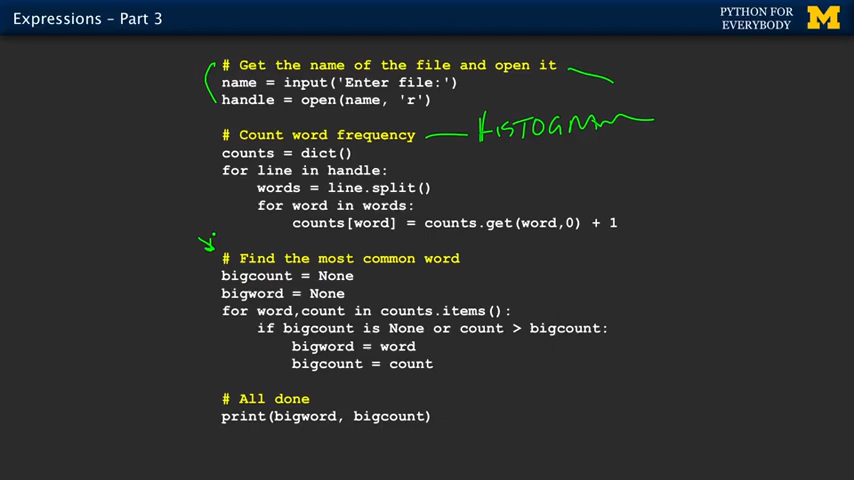 Expressions – Part 3
PYTHON FOR
EVERYBODY
# Get the name of the file and open it
name = input('Enter file:')
handle = open(name, 'r')
# Count word frequency
HISTOGRAM
counts = dict()
for line in handle:
words = line.split()
for word in words:
counts[word] = counts.get(word,0) + 1
# Find the most common word
bigcount = None
bigword = None
for word,count in counts.items():
if bigcount is None or count > bigcount:
bigword = word
bigcount = count
# All done
print(bigword, bigcount)